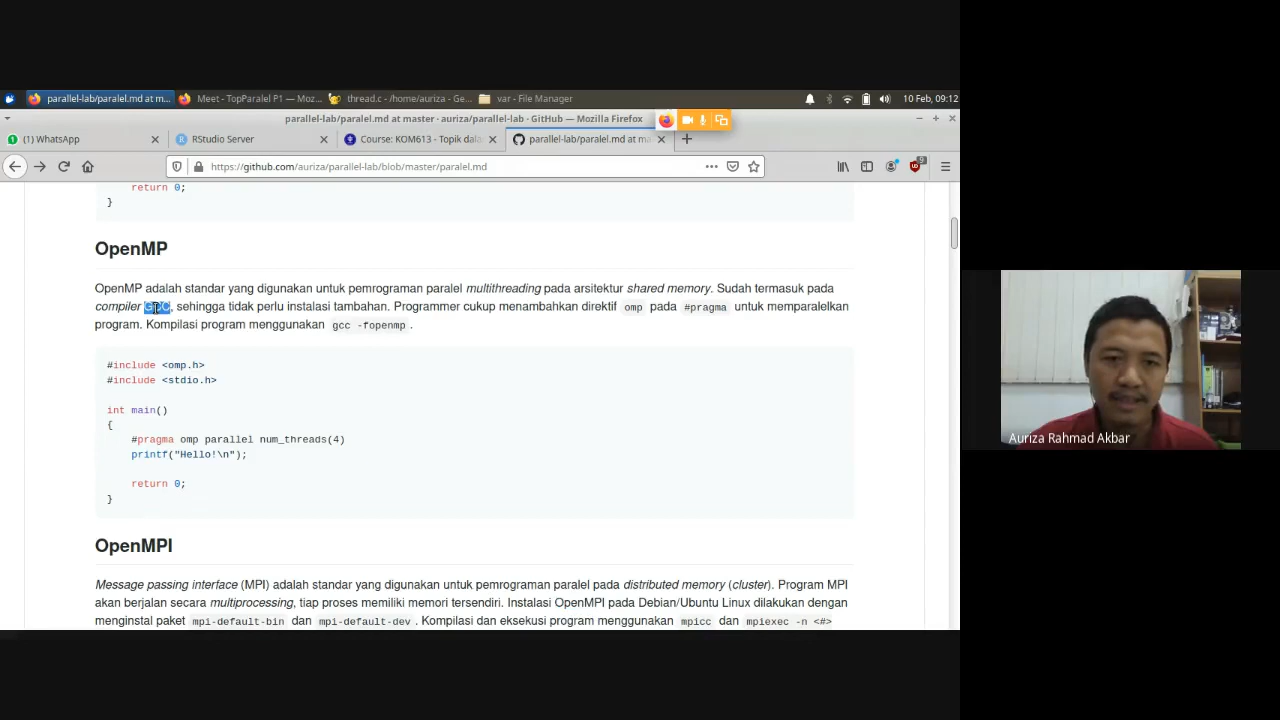 parallel-lab/paralel.md at m...
Meet - TopParalel P1 — Moz...
thread.c - /home/auriza - Ge...
var - File Manager
10 Feb, 09:12
parallel-lab/paralel.md at master · auriza/parallel-lab · GitHub — Mozilla Firefox
(1) WhatsApp
RStudio Server
Course: KOM613 - Topik dala
parallel-lab/paralel.md at ma
https://github.com/auriza/parallel-lab/blob/master/paralel.md
return 0;
}
OpenMP
OpenMP adalah standar yang digunakan untuk pemrograman paralel multithreading pada arsitektur shared memory. Sudah termasuk pada
compiler GCC, sehingga tidak perlu instalasi tambahan. Programmer cukup menambahkan direktif omp pada #pragma untuk memparalelkan
program. Kompilasi program menggunakan gcc -fopenmp .
#include <omp.h>
#include <stdio.h>
int main()
{
#pragma omp parallel num_threads(4)
printf("Hello!\n");
return 0;
}
OpenMPI
Message passing interface (MPI) adalah standar yang digunakan untuk pemrograman paralel pada distributed memory (cluster). Program MPI
akan berjalan secara multiprocessing, tiap proses memiliki memori tersendiri. Instalasi OpenMPI pada Debian/Ubuntu Linux dilakukan dengan
menginstal paket mpi-default-bin dan mpi-default-dev . Kompilasi dan eksekusi program menggunakan mpicc dan mpiexec -n <#>
Auriza Rahmad Akbar